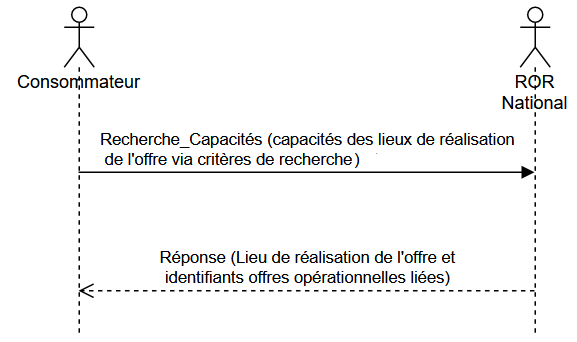 Consommateur
ROR
National
Recherche_Capacités (capacités des lieux de réalisation
de l'offre via critères de recherche)
Réponse (Lieu de réalisation de l'offre et
identifiants offres opérationnelles liées)